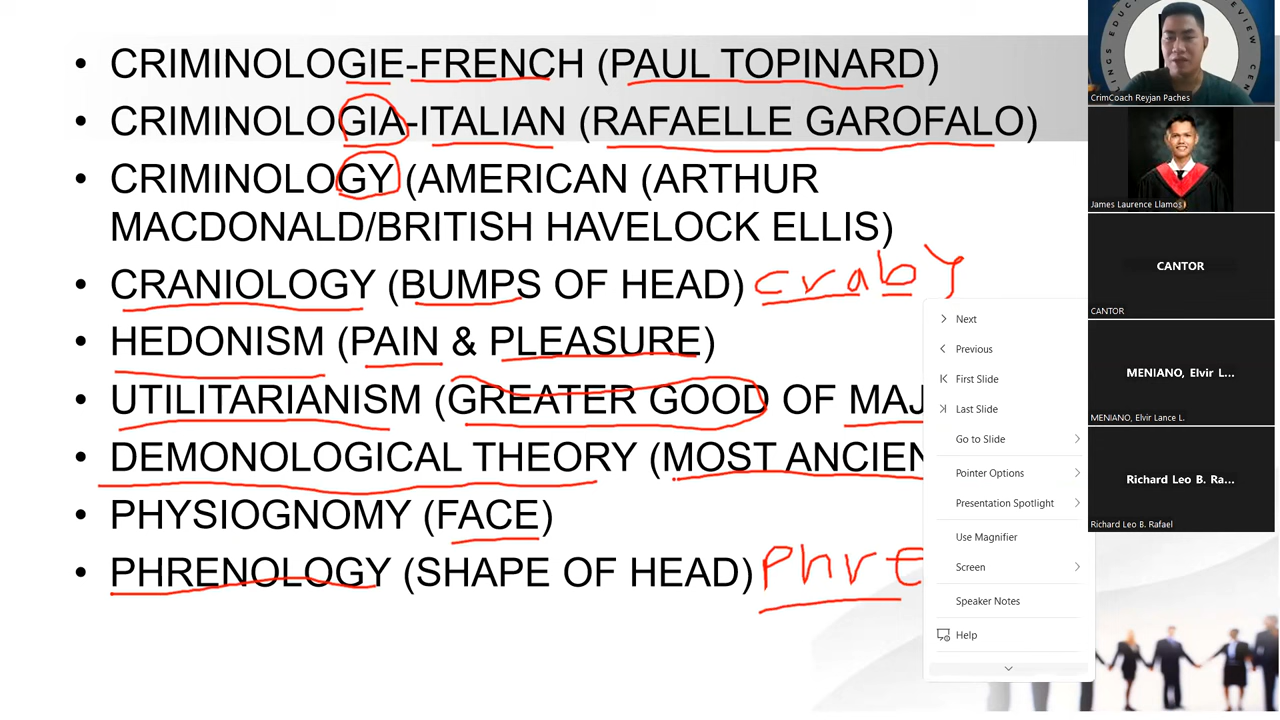 • CRIMINOLOGIE-FRENCH (PAUL TOPINARD)
• CRIMINOLOGIA-ITALIAN (RAFAELLE GAROFALO)
• CRIMINOLOGY (AMERICAN (ARTHUR
MACDONALD/BRITISH HAVELOCK ELLIS)
• CRANIOLOGY (BUMPS OF HEAD) craby
• HEDONISM (PAIN & PLEASURE)
• UTILITARIANISM (GREATER GOOD OF MAJ
• DEMONOLOGICAL THEORY (MOST ANCIEN
• PHYSIOGNOMY (FACE)
• PHRENOLOGY (SHAPE OF HEAD) Phre
Next
Previous
First Slide
Last Slide
Go to Slide
Pointer Options
Presentation Spotlight
Use Magnifier
Screen
Speaker Notes
Help
CrimCoach Reyjan Paches
James Laurence Llamos
CANTOR
CANTOR
MENIANO, Elvir L...
MENIANO, Elvir Lance L.
Richard Leo B. Ra...
Richard Leo B. Rafael